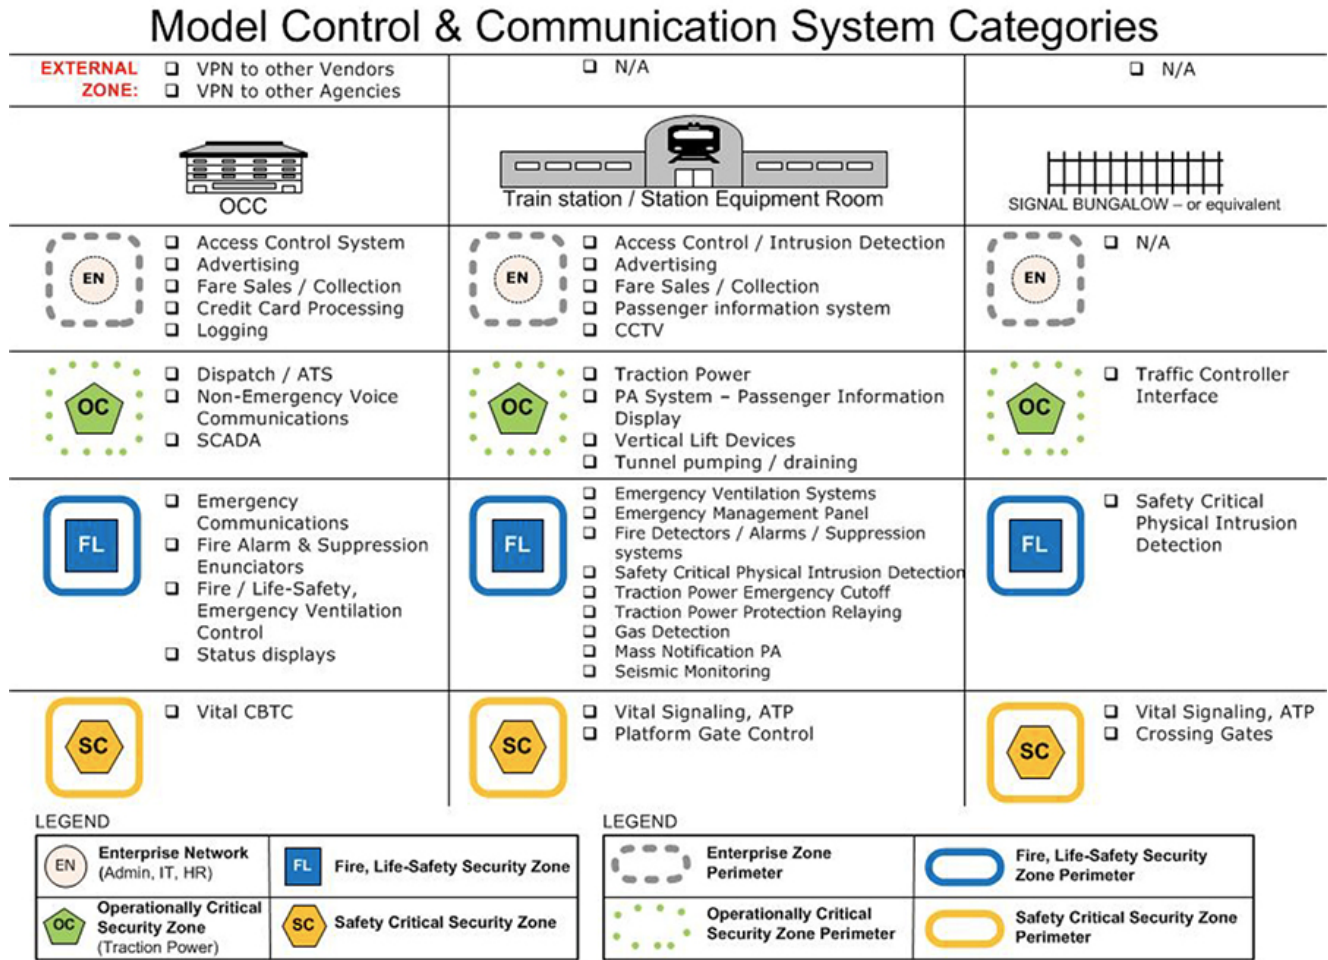 Model Control & Communication System Categories
EXTERNAL
ZONE:
VPN to other Vendors
VPN to other Agencies
N/A
N/A
OCC
Train station / Station Equipment Room
SIGNAL BUNGALOW – or equivalent
EN
Access Control System
Advertising
Fare Sales / Collection
Credit Card Processing
Logging
EN
Access Control / Intrusion Detection
Advertising
Fare Sales / Collection
Passenger information system
CCTV
EN
N/A
OC
Dispatch / ATS
Non-Emergency Voice
Communications
SCADA
OC
Traction Power
PA System – Passenger Information
Display
Vertical Lift Devices
Tunnel pumping / draining
OC
Traffic Controller
Interface
FL
Emergency
Communications
Fire Alarm & Suppression
Enunciators
Fire / Life-Safety,
Emergency Ventilation
Control
Status displays
FL
Emergency Ventilation Systems
Emergency Management Panel
Fire Detectors / Alarms / Suppression
systems
Safety Critical Physical Intrusion Detection
Traction Power Emergency Cutoff
Traction Power Protection Relaying
Gas Detection
Mass Notification PA
Seismic Monitoring
FL
Safety Critical
Physical Intrusion
Detection
SC
Vital CBTC
SC
Vital Signaling, ATP
Platform Gate Control
SC
Vital Signaling, ATP
Crossing Gates
LEGEND
EN
Enterprise Network
(Admin, IT, HR)
FL
Fire, Life-Safety Security Zone
OC
Operationally Critical
Security Zone
(Traction Power)
SC
Safety Critical Security Zone
LEGEND
Enterprise Zone
Perimeter
Fire, Life-Safety Security
Zone Perimeter
Operationally Critical
Security Zone Perimeter
Safety Critical Security Zone
Perimeter